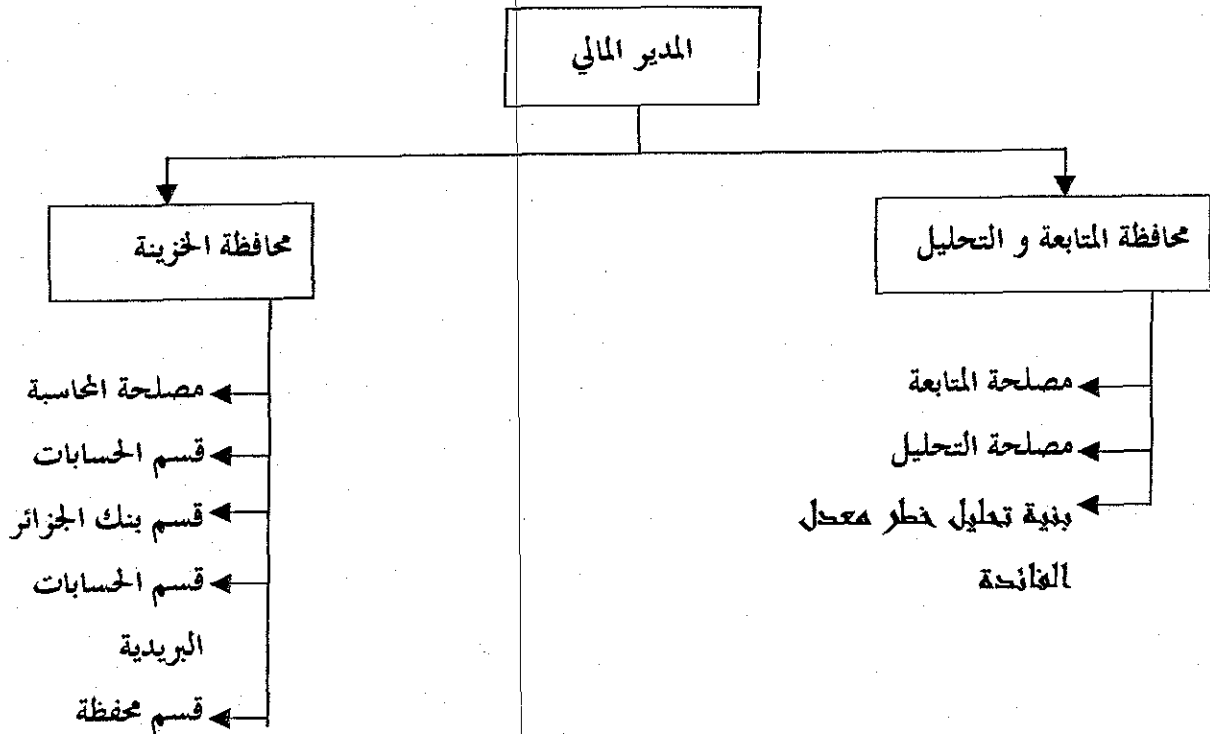 المدير المالي
محافظة المتابعة و التحليل
مصلحة المتابعة
مصلحة التحليل
بنية تحليل خطر معدل
الفائدة
محافظة الخزينة
مصلحة المحاسبة
قسم الحسابات
قسم بنك الجزائر
قسم الحسابات
البريدية
قسم محفظة